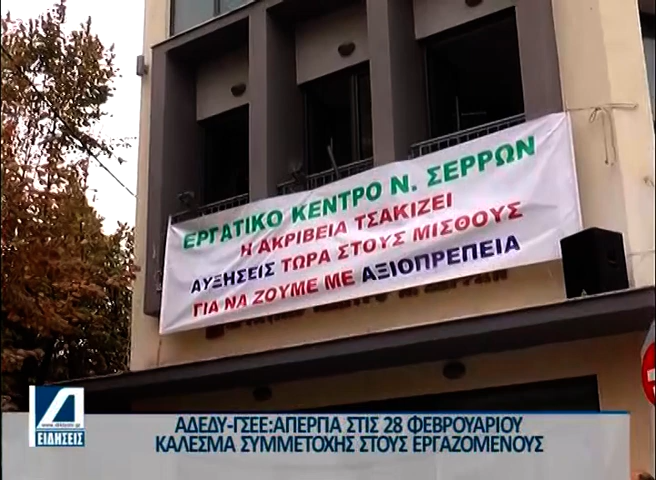 ΕΡΓΑΤΙΚΟ ΚΕΝΤΡΟ Ν. ΣΕΡΡΩΝ
Η ΑΚΡΙΒΕΙΑ ΤΣΑΚΙΖΕΙ
ΑΥΞΗΣΕΙΣ ΤΩΡΑ ΣΤΟΥΣ ΜΙΣΘΟΥΣ
ΓΙΑ ΝΑ ΖΟΥΜΕ ΜΕ ΑΞΙΟΠΡΕΠΕΙΑ
ΕΙΔΗΣΕΙΣ
ΑΔΕΔΥ-ΓΣΕΕ:ΑΠΕΡΓΙΑ ΣΤΙΣ 28 ΦΕΒΡΟΥΑΡΙΟΥ
ΚΑΛΕΣΜΑ ΣΥΜΜΕΤΟΧΗΣ ΣΤΟΥΣ ΕΡΓΑΖΟΜΕΝΟΥΣ